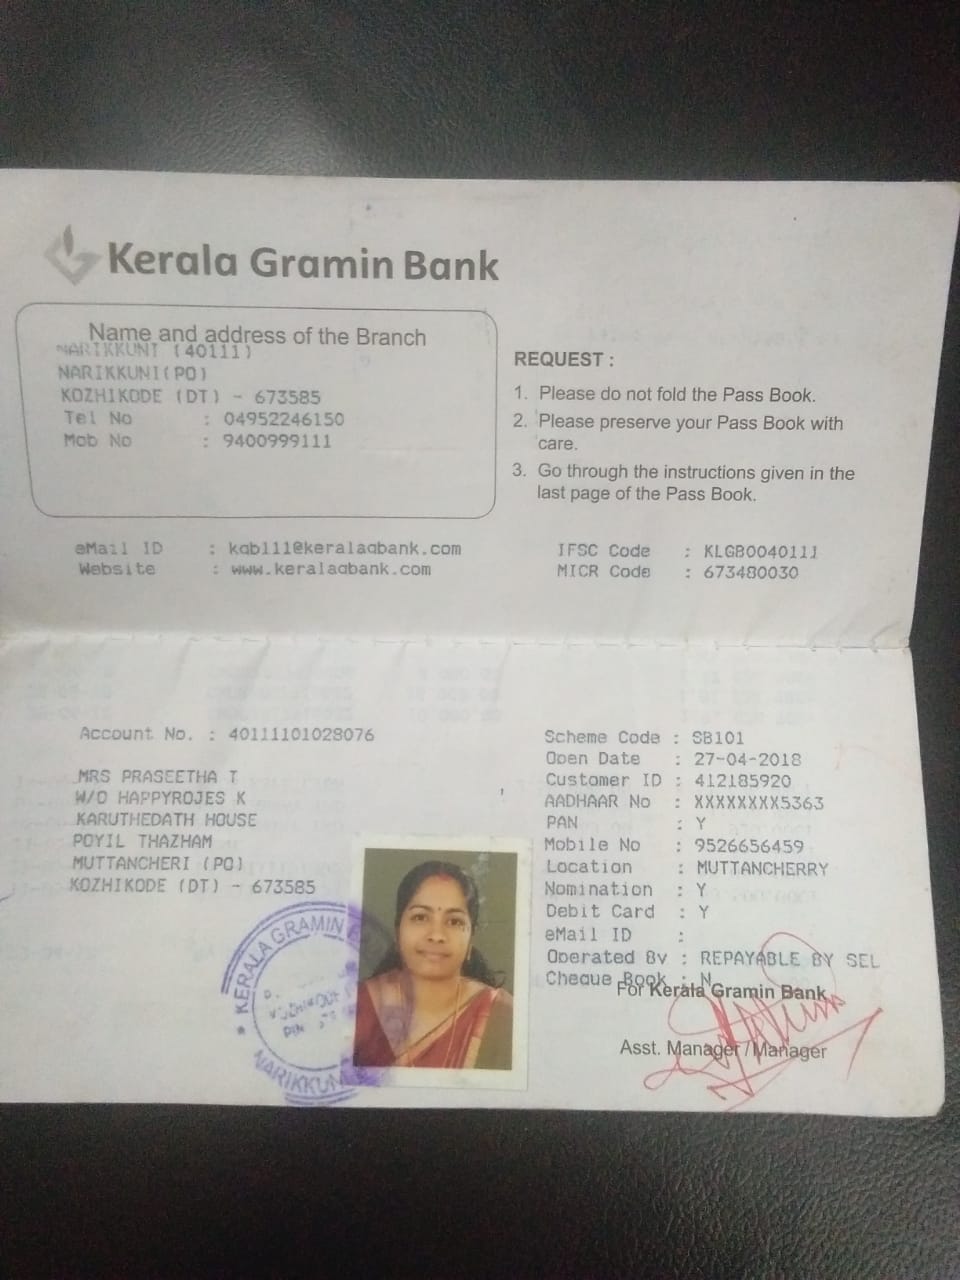 Kerala Gramin Bank
Name and address of the Branch
NARIKKUNI (40111)
NARIKKUNI(PO)
KOZHIKODE (DT) - 673585
Tel No : 04952246150
Mob No : 9400999111
REQUEST :
1. Please do not fold the Pass Book.
2. Please preserve your Pass Book with
care.
3. Go through the instructions given in the
last page of the Pass Book.
eMail ID : kgb111@keralagbank.com
Website : www.keralagbank.com
IFSC Code : KLGB0040111
MICR Code : 673480030
Account No. : 40111101028076
MRS PRASEETHA T
W/O HAPPYROJES K
KARUTHEDATH HOUSE
POYIL THAZHAM
MUTTANCHERI (PO)
KOZHIKODE (DT) - 673585
Scheme Code : SB101
Open Date : 27-04-2018
Customer ID : 412185920
AADHAAR No : XXXXXXXX5363
PAN : Y
Mobile No : 9526656459
Location : MUTTANCHERRY
Nomination : Y
Debit Card : Y
eMail ID :
Operated By : REPAYABLE BY SEL
Cheque Book : N
For Kerala Gramin Bank
Asst. Manager / Manager
KERALA GRAMIN
NARIKKUNI